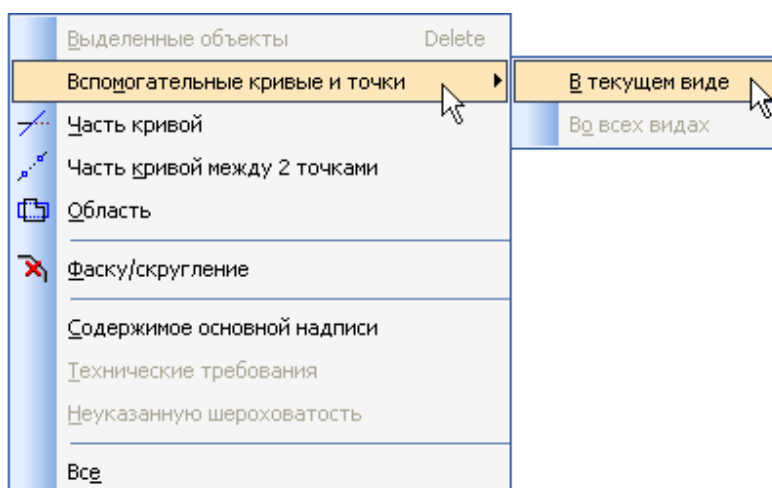 Выделенные объекты Delete
Вспомогательные кривые и точки
В текущем виде
Во всех видах
Часть кривой
Часть кривой между 2 точками
Область
Фаску/скругление
Содержимое основной надписи
Технические требования
Неуказанную шероховатость
Все